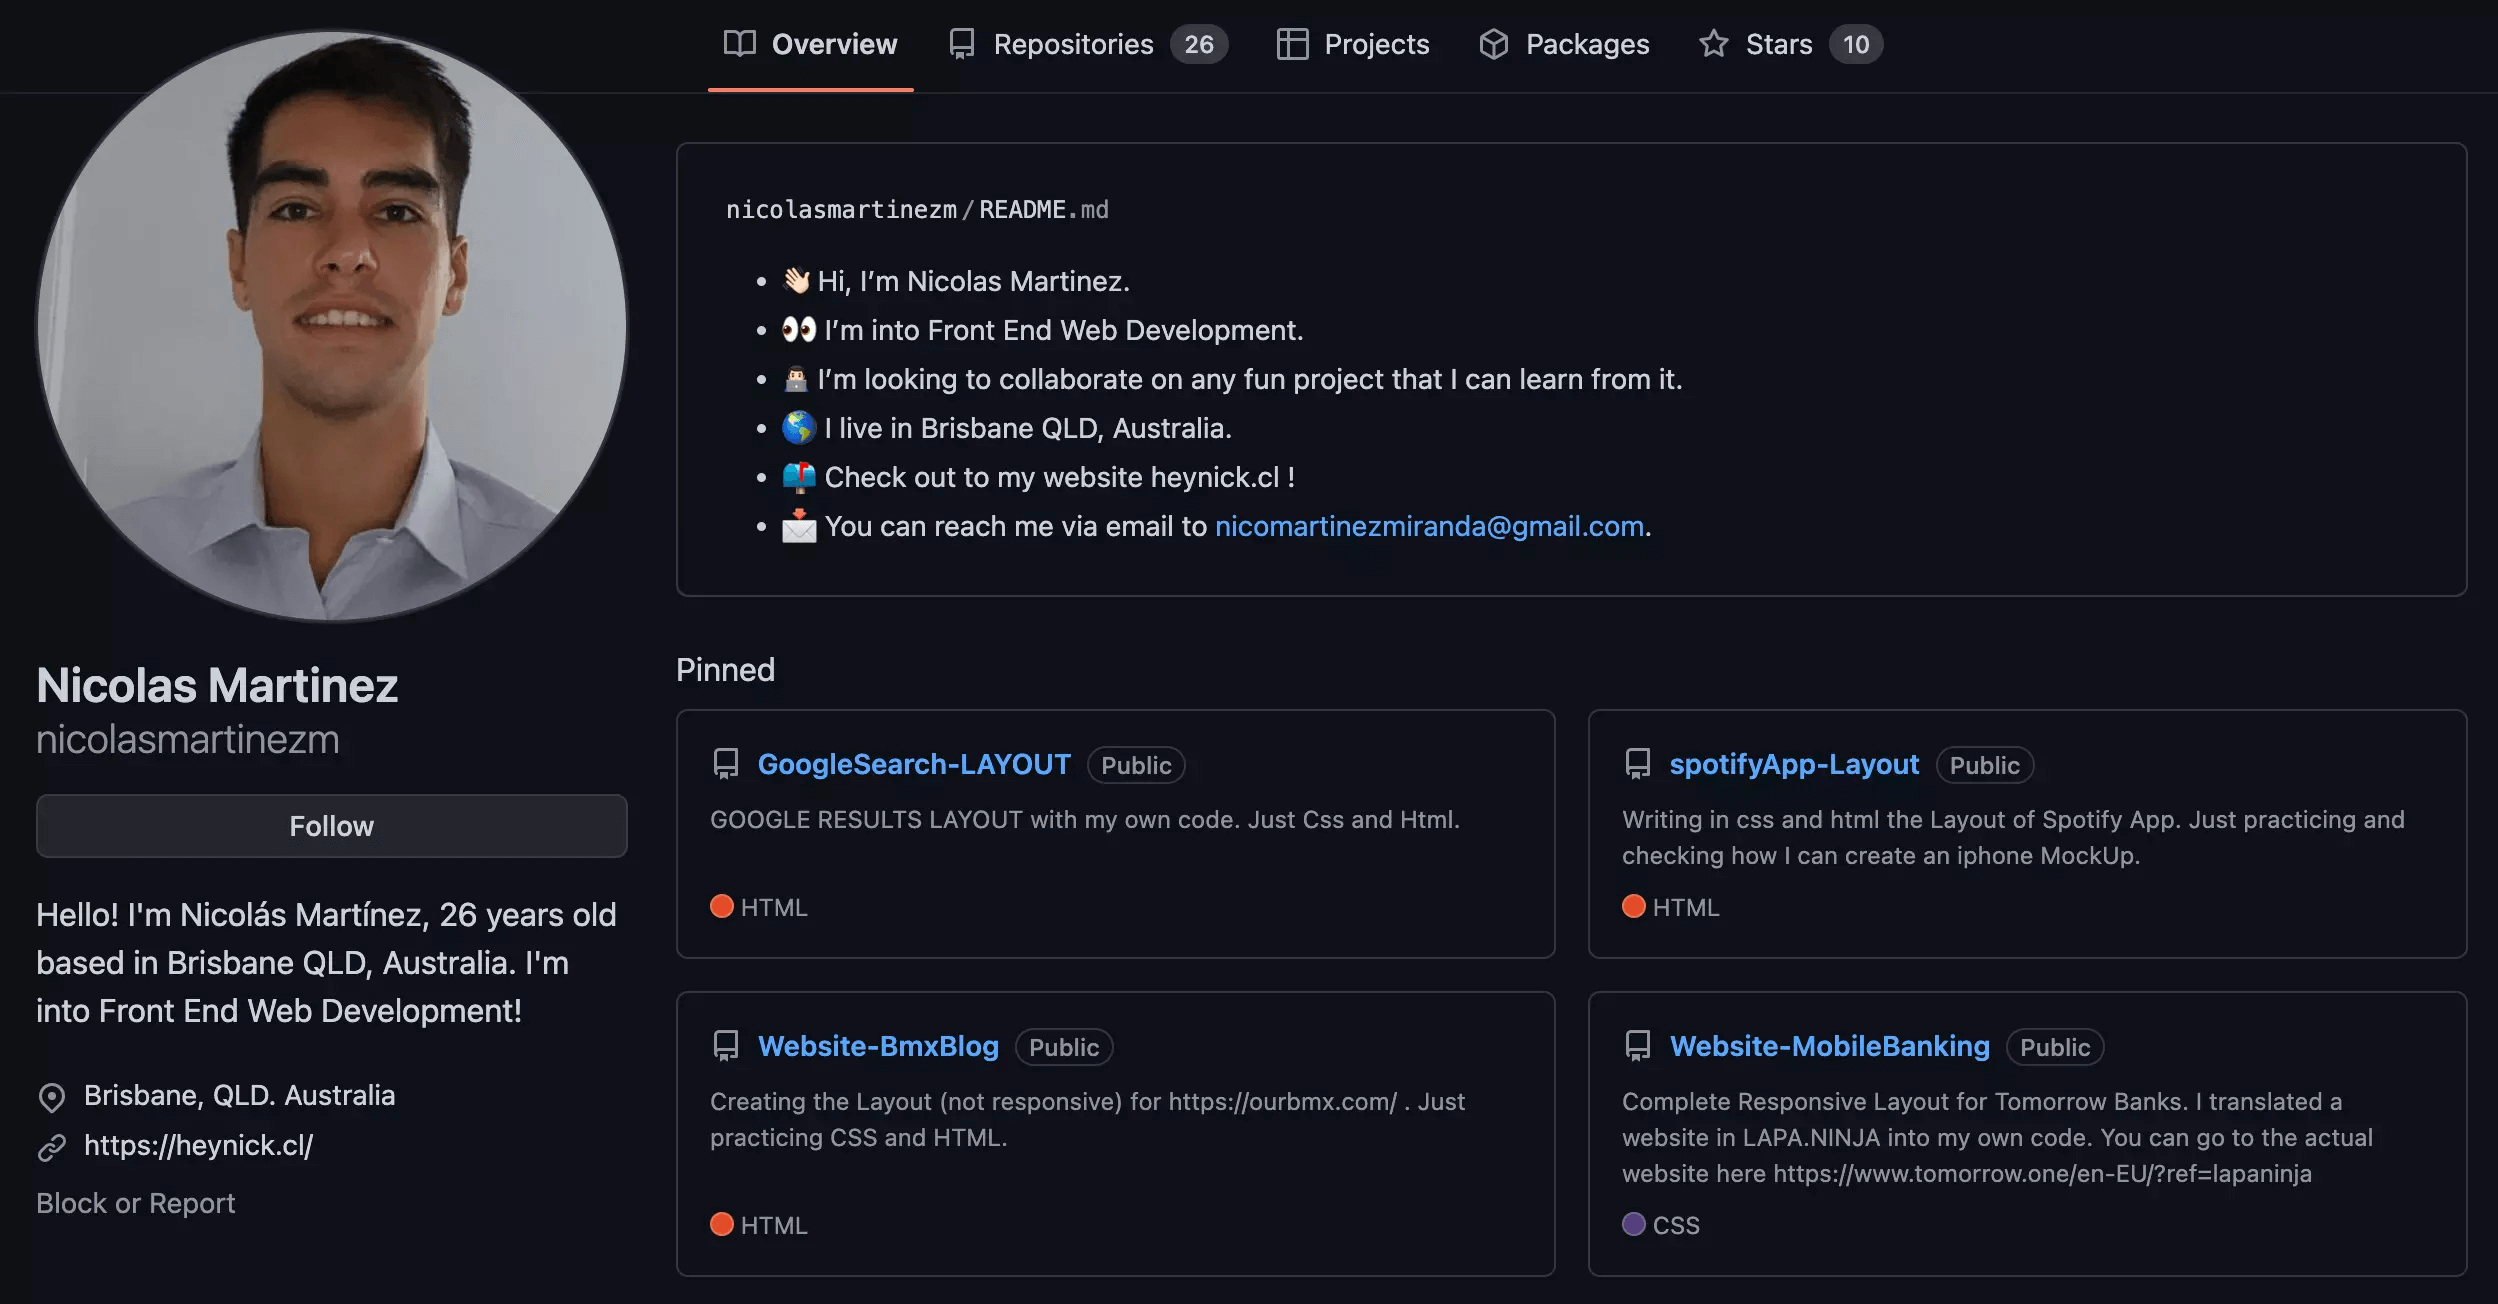 Overview
Repositories 26
Projects
Packages
Stars 10
nicolasmartinezm/README.md
👋🏻 Hi, I’m Nicolas Martinez.
👀 I’m into Front End Web Development.
👨🏻‍💻 I’m looking to collaborate on any fun project that I can learn from it.
🌎 I live in Brisbane QLD, Australia.
📫 Check out to my website heynick.cl !
📩 You can reach me via email to nicomartinezmiranda@gmail.com.
Nicolas Martinez
nicolasmartinezm
Follow
Hello! I'm Nicolás Martínez, 26 years old
based in Brisbane QLD, Australia. I'm
into Front End Web Development!
Brisbane, QLD. Australia
https://heynick.cl/
Block or Report
Pinned
GoogleSearch-LAYOUT Public
GOOGLE RESULTS LAYOUT with my own code. Just Css and Html.
HTML
spotifyApp-Layout Public
Writing in css and html the Layout of Spotify App. Just practicing and
checking how I can create an iphone MockUp.
HTML
Website-BmxBlog Public
Creating the Layout (not responsive) for https://ourbmx.com/ . Just
practicing CSS and HTML.
HTML
Website-MobileBanking Public
Complete Responsive Layout for Tomorrow Banks. I translated a
website in LAPA.NINJA into my own code. You can go to the actual
website here https://www.tomorrow.one/en-EU/?ref=lapaninja
CSS